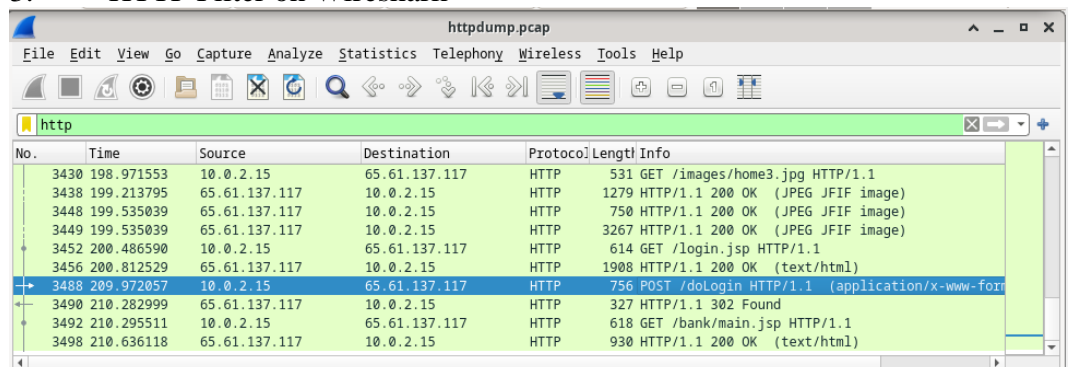 3. HTTP Filter on Wireshark
httpdump.pcap
File Edit View Go Capture Analyze Statistics Telephony Wireless Tools Help
http
No. Time Source Destination Protocol Length Info
3430 198.971553 10.0.2.15 65.61.137.117 HTTP 531 GET /images/home3.jpg HTTP/1.1
3438 199.213795 65.61.137.117 10.0.2.15 HTTP 1279 HTTP/1.1 200 OK (JPEG JFIF image)
3448 199.535039 65.61.137.117 10.0.2.15 HTTP 750 HTTP/1.1 200 OK (JPEG JFIF image)
3449 199.535039 65.61.137.117 10.0.2.15 HTTP 3267 HTTP/1.1 200 OK (JPEG JFIF image)
3452 200.486590 10.0.2.15 65.61.137.117 HTTP 614 GET /login.jsp HTTP/1.1
3456 200.812529 65.61.137.117 10.0.2.15 HTTP 1908 HTTP/1.1 200 OK (text/html)
3488 209.972057 10.0.2.15 65.61.137.117 HTTP 756 POST /doLogin HTTP/1.1 (application/x-www-form
3490 210.282999 65.61.137.117 10.0.2.15 HTTP 327 HTTP/1.1 302 Found
3492 210.295511 10.0.2.15 65.61.137.117 HTTP 618 GET /bank/main.jsp HTTP/1.1
3498 210.636118 65.61.137.117 10.0.2.15 HTTP 930 HTTP/1.1 200 OK (text/html)